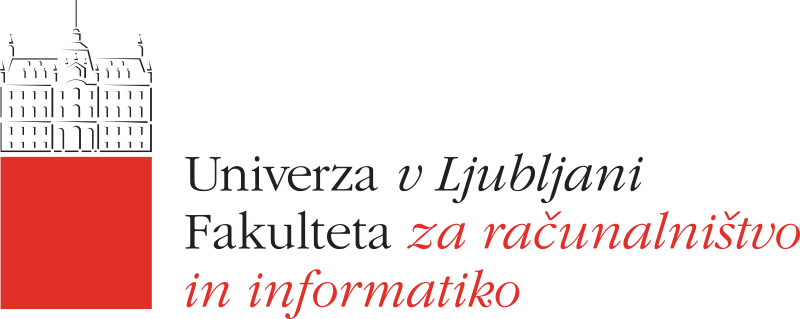 Univerza v Ljubljani
Fakulteta za računalništvo
in informatiko